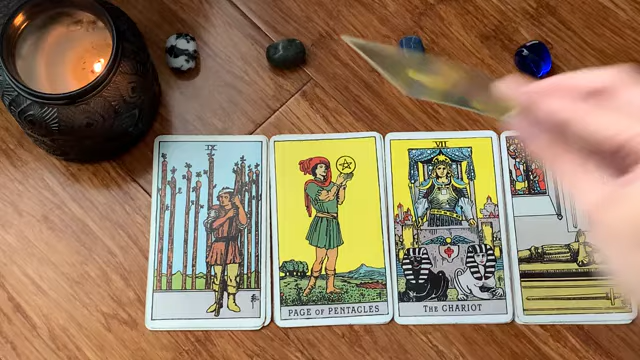 IX
PAGE OF PENTACLES
VII
THE CHARIOT